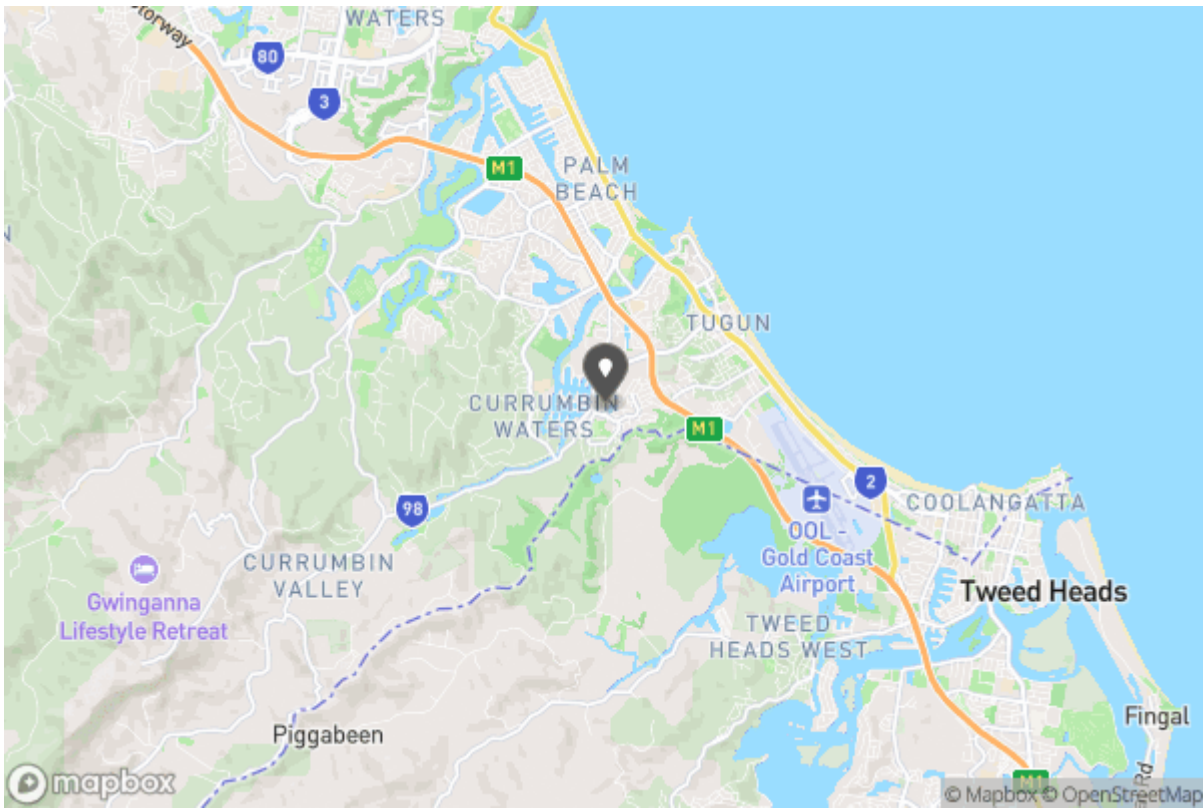 WATERS
torway
80
3
M1
PALM
BEACH
TUGUN
CURRUMBIN
WATERS
M1
98
2
COOLANGATTA
OOL -
Gold Coast
Airport
CURRUMBIN
VALLEY
Gwinganna
Lifestyle Retreat
Tweed Heads
TWEED
HEADS WEST
Fingal
Piggabeen
M1
Rd
mapbox
© Mapbox © OpenStreetMap